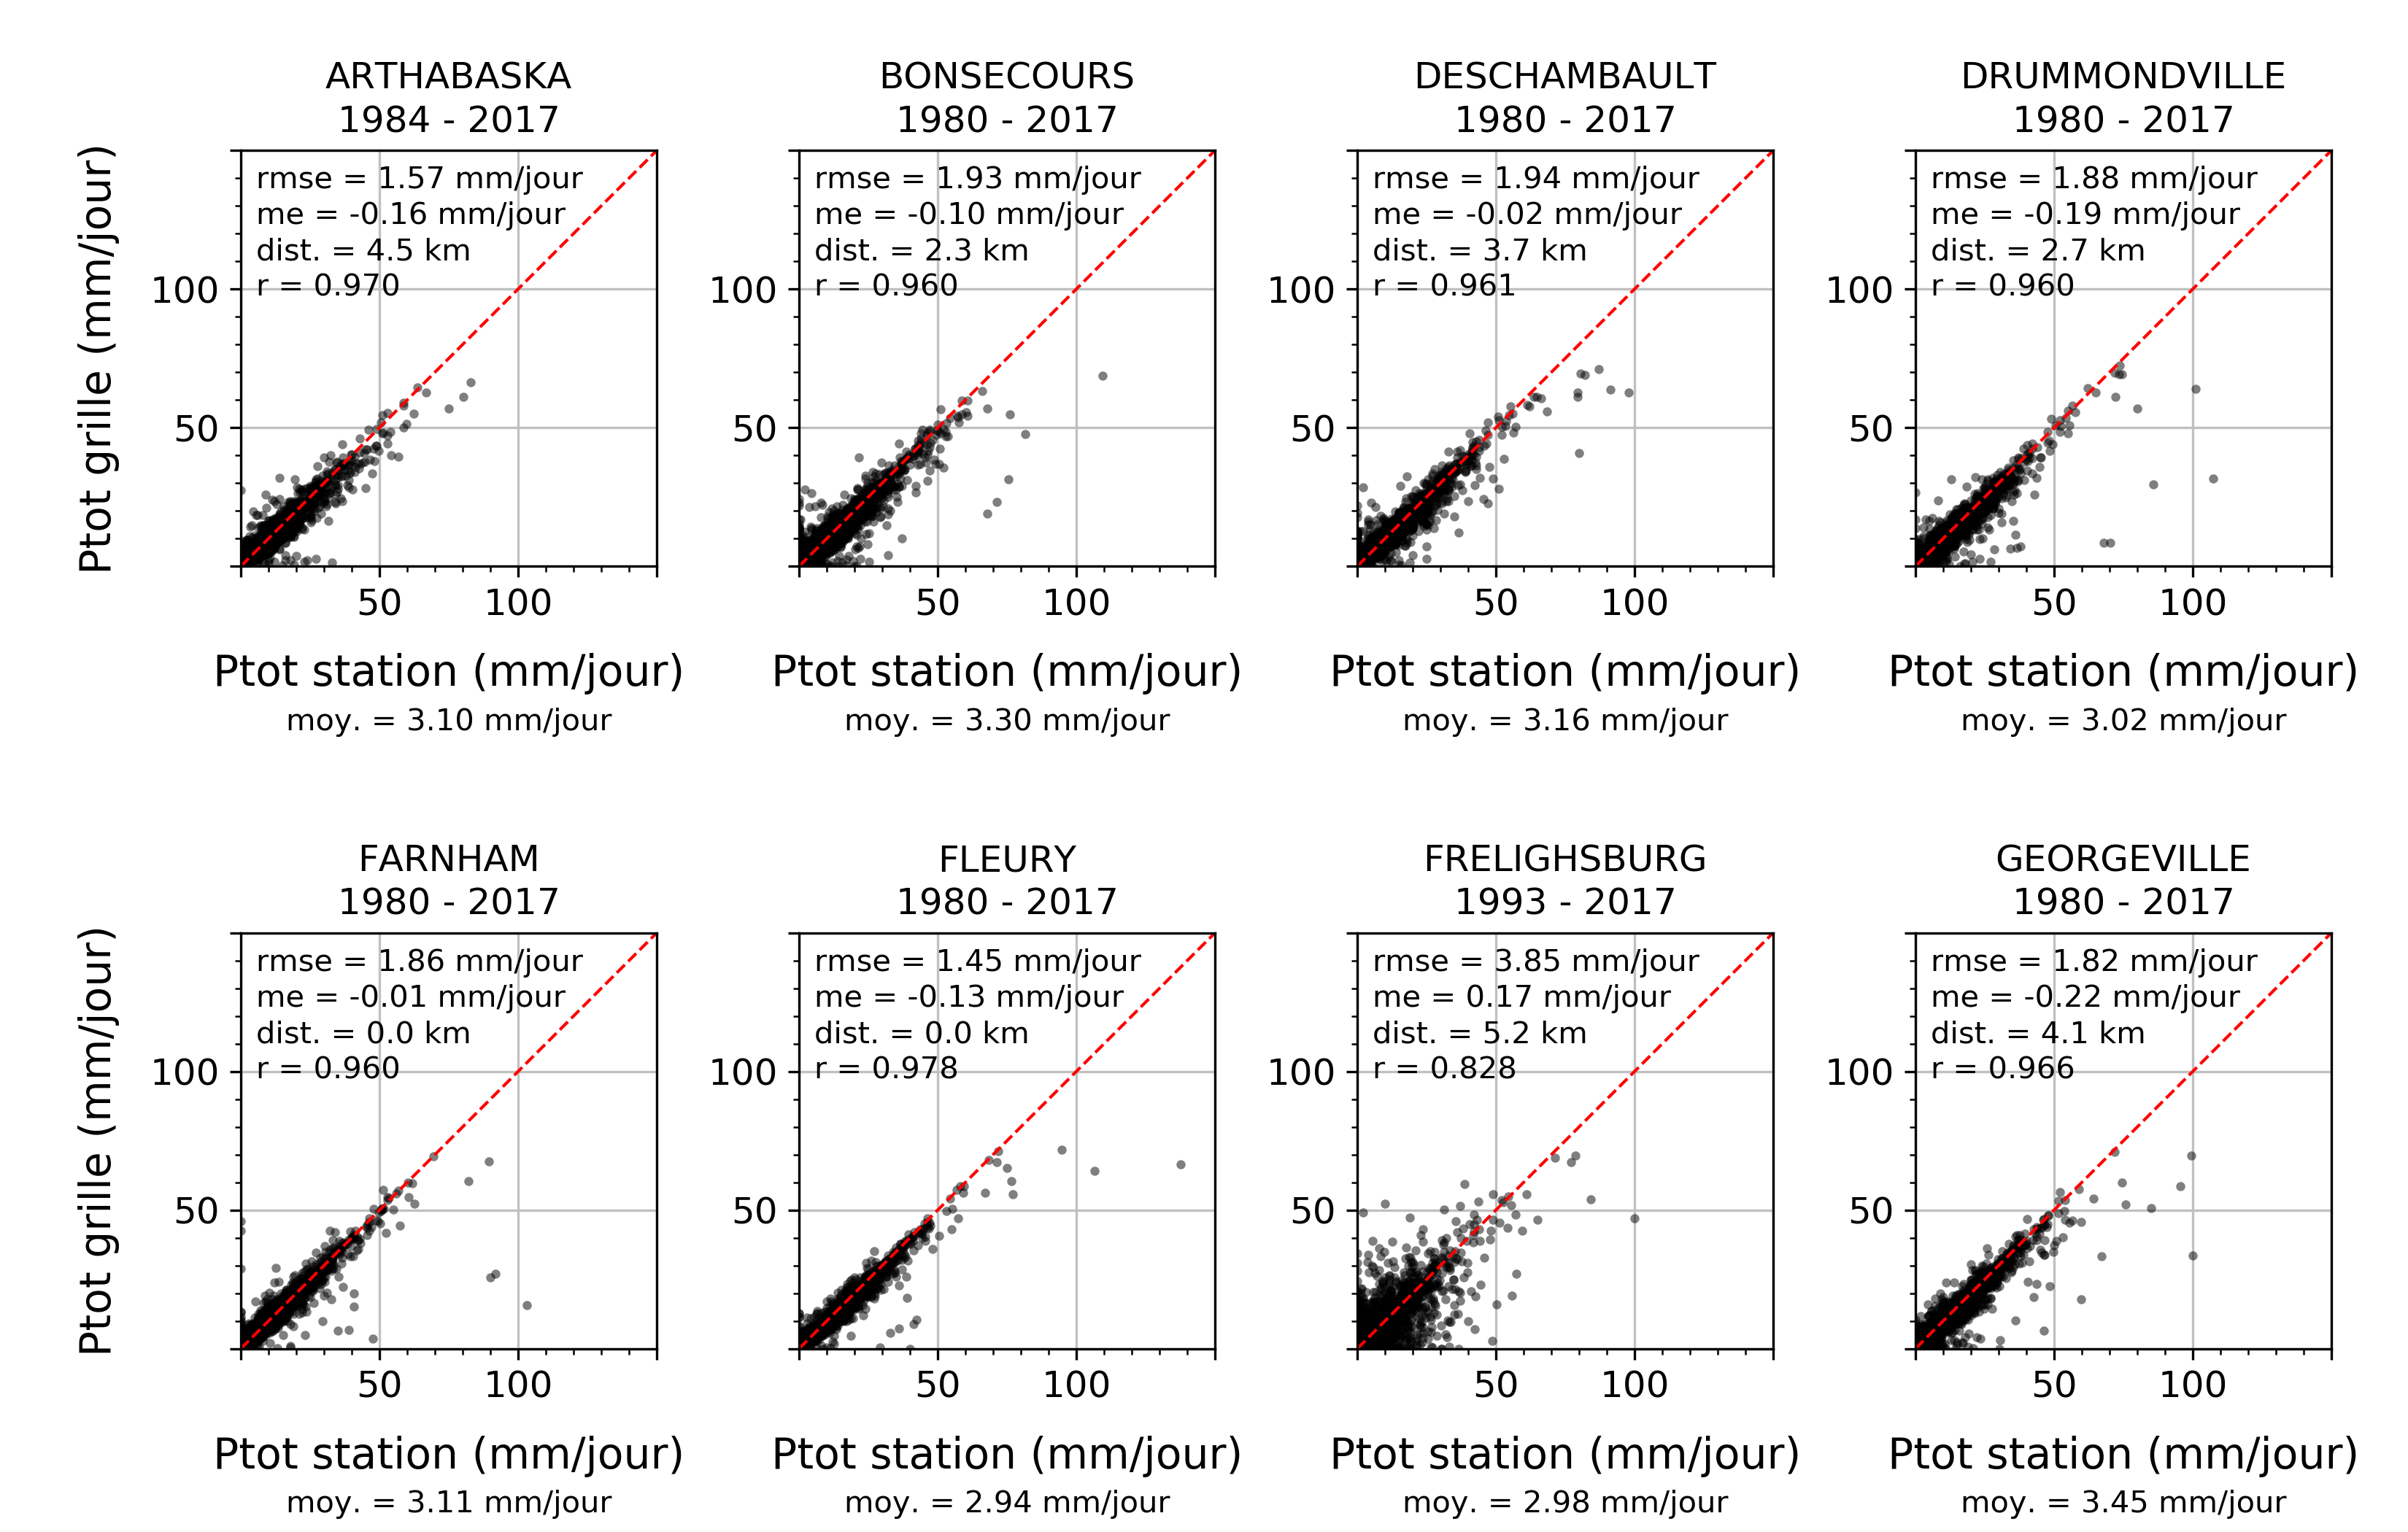 ARTHABASKA
1984 - 2017
rmse = 1.57 mm/jour
me = -0.16 mm/jour
dist. = 4.5 km
r = 0.970
100
50
50 100
Ptot grille (mm/jour)
Ptot station (mm/jour)
moy. = 3.10 mm/jour
BONSECOURS
1980 - 2017
rmse = 1.93 mm/jour
me = -0.10 mm/jour
dist. = 2.3 km
r = 0.960
100
50
50 100
Ptot station (mm/jour)
moy. = 3.30 mm/jour
DESCHAMBAULT
1980 - 2017
rmse = 1.94 mm/jour
me = -0.02 mm/jour
dist. = 3.7 km
r = 0.961
100
50
50 100
Ptot station (mm/jour)
moy. = 3.16 mm/jour
DRUMMONDVILLE
1980 - 2017
rmse = 1.88 mm/jour
me = -0.19 mm/jour
dist. = 2.7 km
r = 0.960
100
50
50 100
Ptot station (mm/jour)
moy. = 3.02 mm/jour
FARNHAM
1980 - 2017
rmse = 1.86 mm/jour
me = -0.01 mm/jour
dist. = 0.0 km
r = 0.960
100
50
50 100
Ptot grille (mm/jour)
Ptot station (mm/jour)
moy. = 3.11 mm/jour
FLEURY
1980 - 2017
rmse = 1.45 mm/jour
me = -0.13 mm/jour
dist. = 0.0 km
r = 0.978
100
50
50 100
Ptot station (mm/jour)
moy. = 2.94 mm/jour
FRELIGHSBURG
1993 - 2017
rmse = 3.85 mm/jour
me = 0.17 mm/jour
dist. = 5.2 km
r = 0.828
100
50
50 100
Ptot station (mm/jour)
moy. = 2.98 mm/jour
GEORGEVILLE
1980 - 2017
rmse = 1.82 mm/jour
me = -0.22 mm/jour
dist. = 4.1 km
r = 0.966
100
50
50 100
Ptot station (mm/jour)
moy. = 3.45 mm/jour